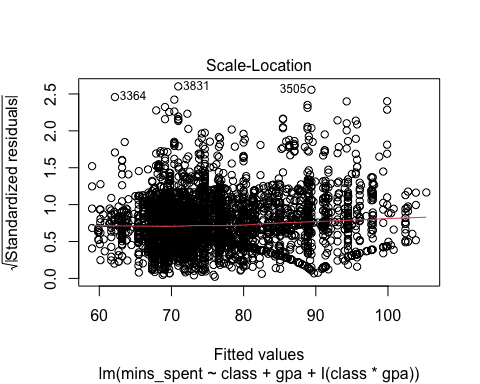 Scale-Location
√|Standardized residuals|
2.5
2.0
1.5
1.0
0.5
0.0
3364
3831
3505
60 70 80 90 100
Fitted values
lm(mins_spent ~ class + gpa + I(class * gpa))